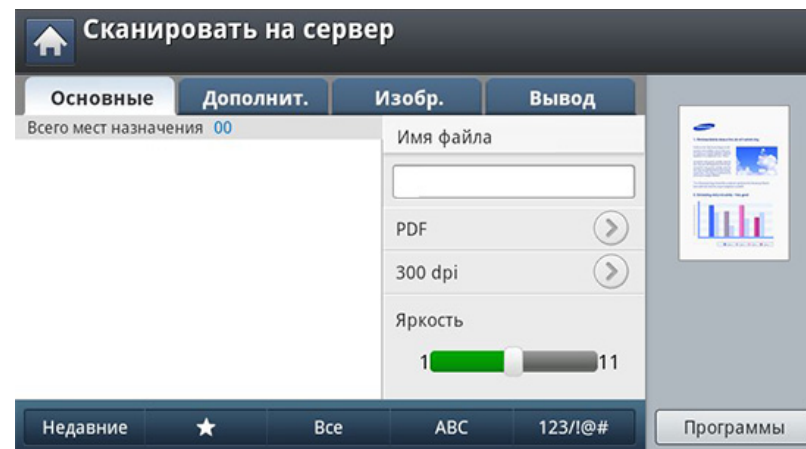 Сканировать на сервер
Основные
Дополнит.
Изобр.
Вывод
Всего мест назначения 00
Имя файла
PDF
300 dpi
Яркость
1 11
Недавние
Все
ABC
123/!@#
Программы